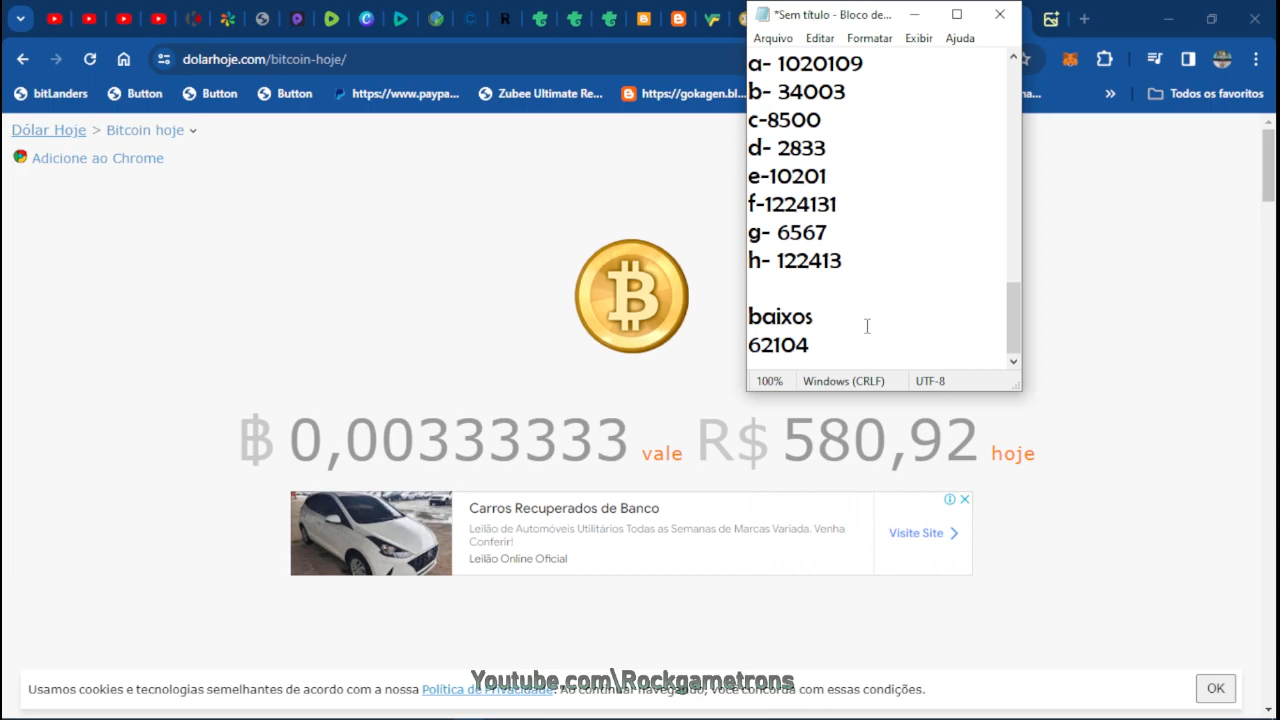 *Sem título - Bloco de...
Arquivo Editar Formatar Exibir Ajuda
dolarhoje.com/bitcoin-hoje/
bitLanders Button Button Button https://www.paypa... Zubee Ultimate Re... https://gokagen.bl... na... » Todos os favoritos
a- 1020109
b- 34003
c-8500
d- 2833
e-10201
f-1224131
g- 6567
h- 122413
baixos
62104
100% Windows (CRLF) UTF-8
Dólar Hoje > Bitcoin hoje
Adicione ao Chrome
฿ 0,00333333 vale R$ 580,92 hoje
Carros Recuperados de Banco
Leilão de Automóveis Utilitários Todas as Semanas de Marcas Variada. Venha
Conferir!
Leilão Online Oficial
Visite Site
Youtube.com\Rockgametrons
Usamos cookies e tecnologias semelhantes de acordo com a nossa Política de Privacidade. Ao continuar navegando, você concorda com essas condições.
OK